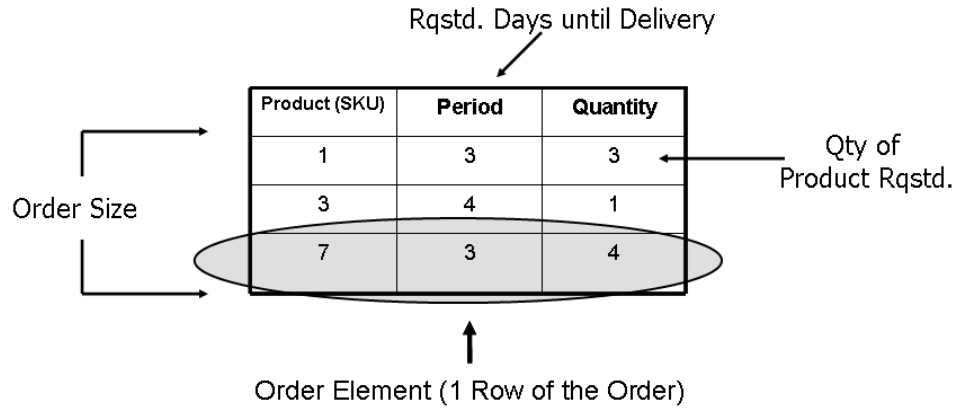 Rqstd. Days until Delivery
Product (SKU) Period Quantity
1 3 3
Qty of
Product Rqstd.
3 4 1
Order Size
7 3 4
Order Element (1 Row of the Order)